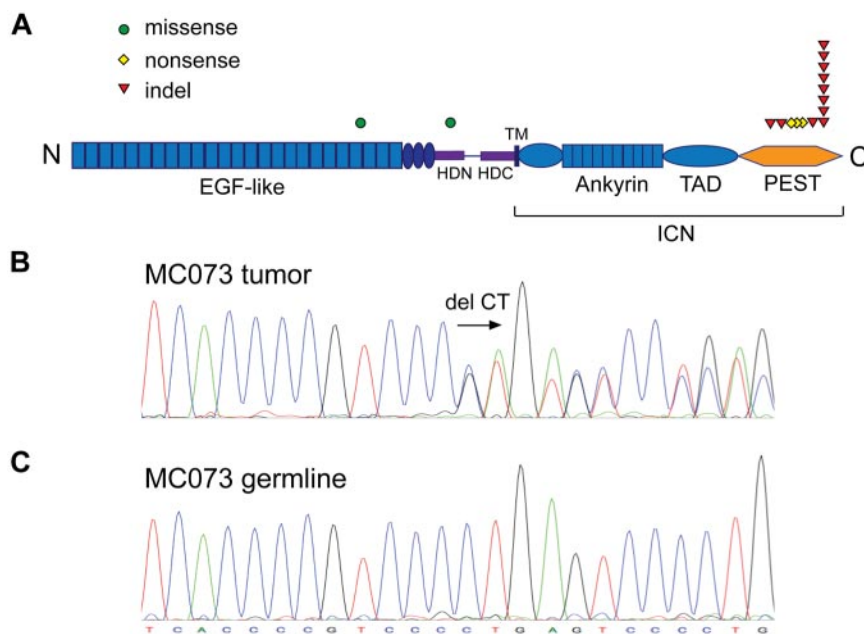 A
missense
nonsense
indel
N
TM
C
HDN HDC
EGF-like
Ankyrin
TAD
PEST
ICN
B
MC073 tumor
del CT
C
MC073 germline
T C A C C C C G T C C C C T G A G T C C C C T G